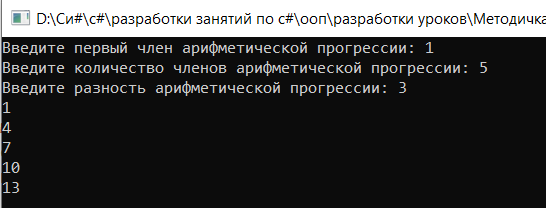 D:\Си#\c#\разработки занятий по c#\ооп\разработки уроков\Методичка
Введите первый член арифметической прогрессии: 1
Введите количество членов арифметической прогрессии: 5
Введите разность арифметической прогрессии: 3
1
4
7
10
13